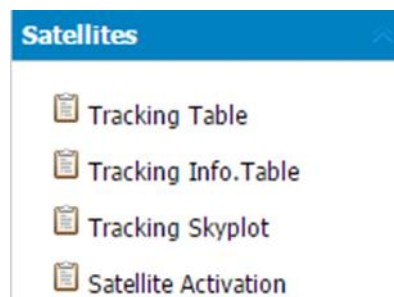 Satellites
Tracking Table
Tracking Info.Table
Tracking Skyplot
Satellite Activation